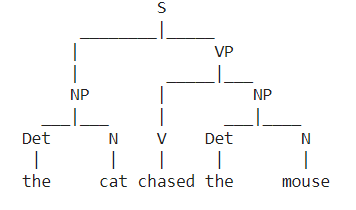 S
VP
NP NP
Det N V Det N
the cat chased the mouse